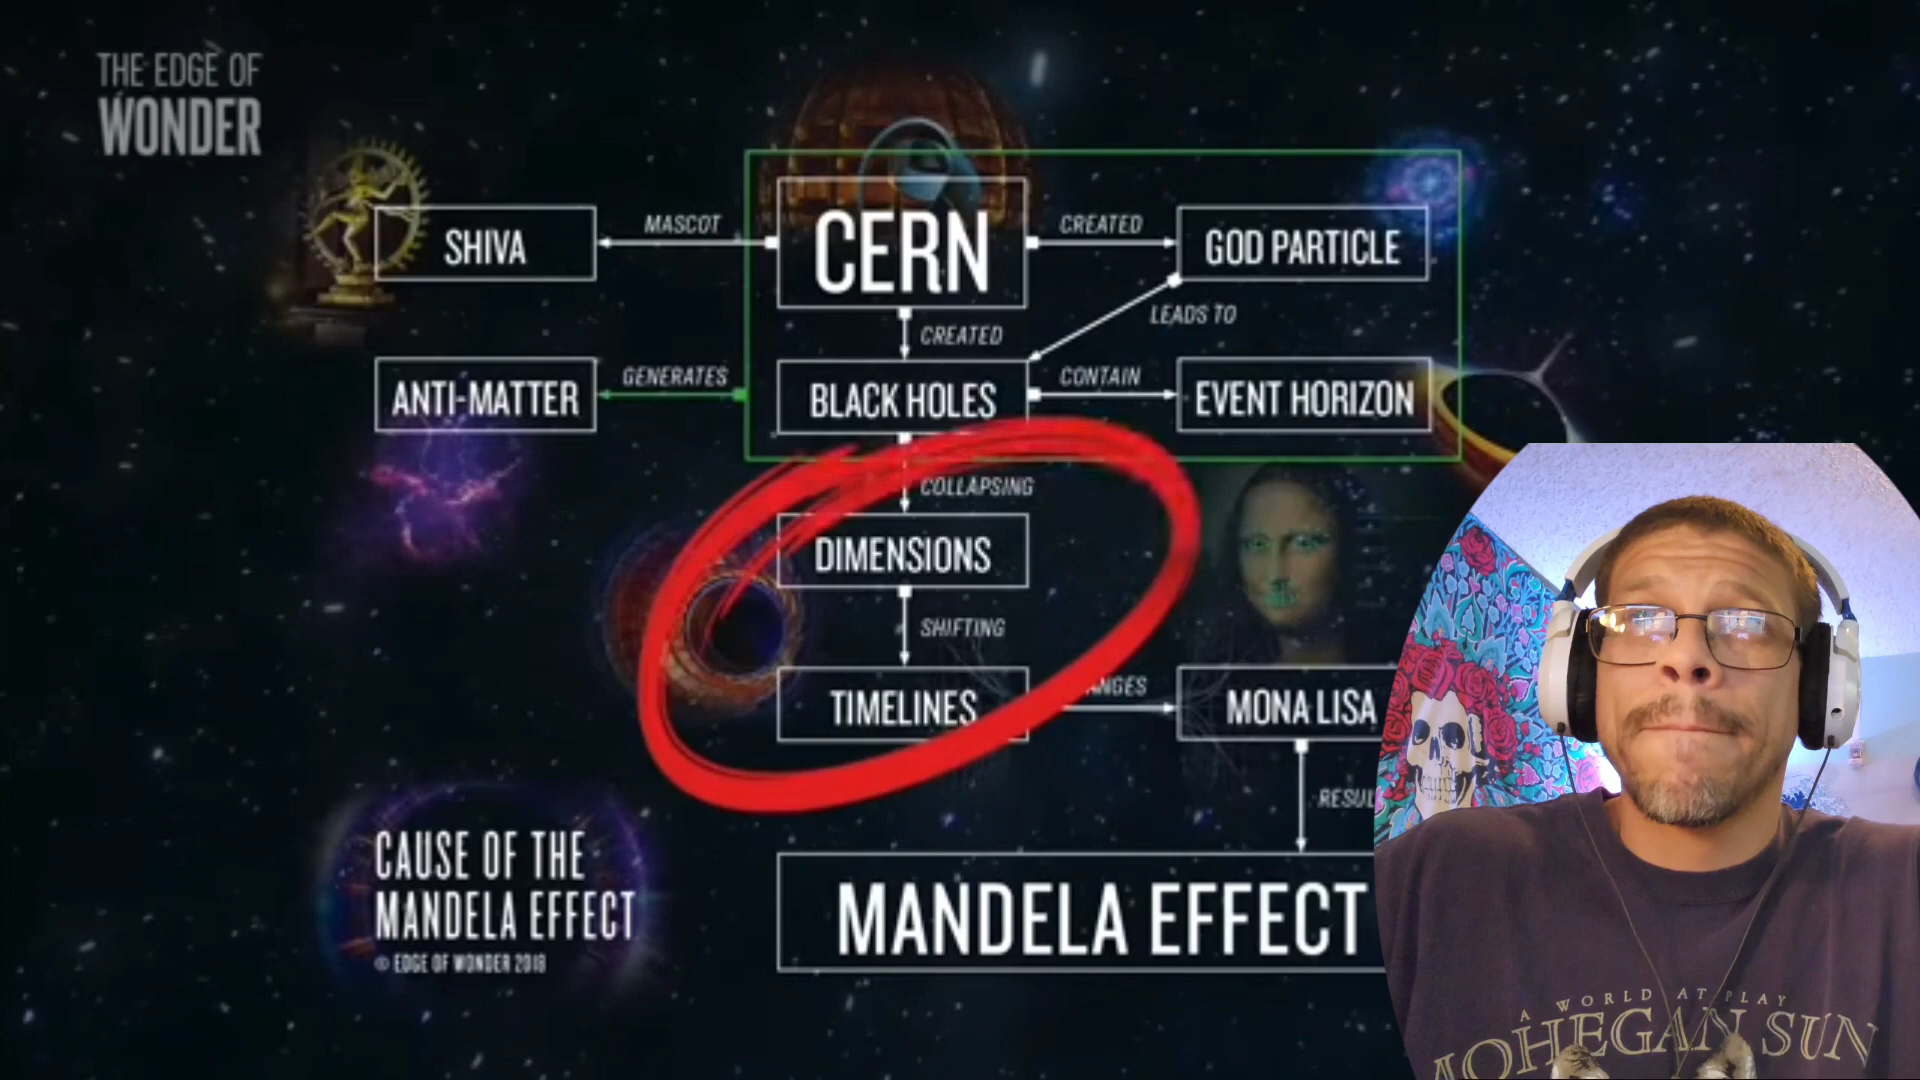 THE EDGE OF
WONDER
SHIVA
MASCOT
CERN
CREATED
GOD PARTICLE
CREATED
LEADS TO
ANTI-MATTER
GENERATES
BLACK HOLES
CONTAIN
EVENT HORIZON
COLLAPSING
DIMENSIONS
SHIFTING
TIMELINES
MONA LISA
CAUSE OF THE
MANDELA EFFECT
© EDGE OF WONDER 2018
MANDELA EFFECT
A WORLD AT PLAY
MOHEGAN SUN